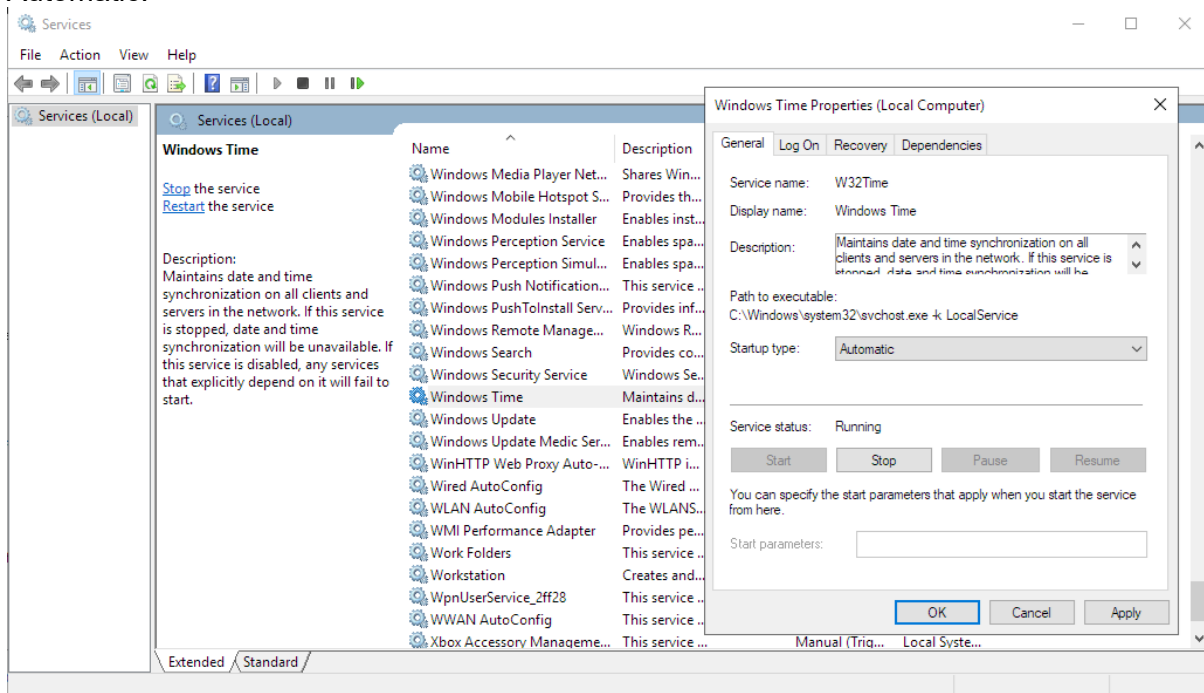 Services
File Action View Help
Services (Local)
Services (Local)
Windows Time
Stop the service
Restart the service
Description:
Maintains date and time
synchronization on all clients and
servers in the network. If this service
is stopped, date and time
synchronization will be unavailable. If
this service is disabled, any services
that explicitly depend on it will fail to
start.
Name Description
Windows Media Player Net... Shares Win...
Windows Mobile Hotspot S... Provides th...
Windows Modules Installer Enables inst...
Windows Perception Service Enables spa...
Windows Perception Simul... Enables spa...
Windows Push Notification... This service ..
Windows PushToInstall Serv... Provides inf...
Windows Remote Manage... Windows R...
Windows Search Provides co...
Windows Security Service Windows Se..
Windows Time Maintains d...
Windows Update Enables the ..
Windows Update Medic Ser... Enables rem..
WinHTTP Web Proxy Auto-... WinHTTP i...
Wired AutoConfig The Wired ...
WLAN AutoConfig The WLANS..
WMI Performance Adapter Provides pe...
Work Folders This service ..
Workstation Creates and..
WpnUserService_2ff28 This service ..
WWAN AutoConfig This service ..
Xbox Accessory Manageme... This service ... Manual (Trig... Local Syste...
Extended Standard
Windows Time Properties (Local Computer)
General Log On Recovery Dependencies
Service name: W32Time
Display name: Windows Time
Description: Maintains date and time synchronization on all
clients and servers in the network. If this service is
stopped, date and time synchronization will be
Path to executable:
C:\Windows\system32\svchost.exe -k LocalService
Startup type: Automatic
Service status: Running
Start Stop Pause Resume
You can specify the start parameters that apply when you start the service
from here.
Start parameters:
OK Cancel Apply